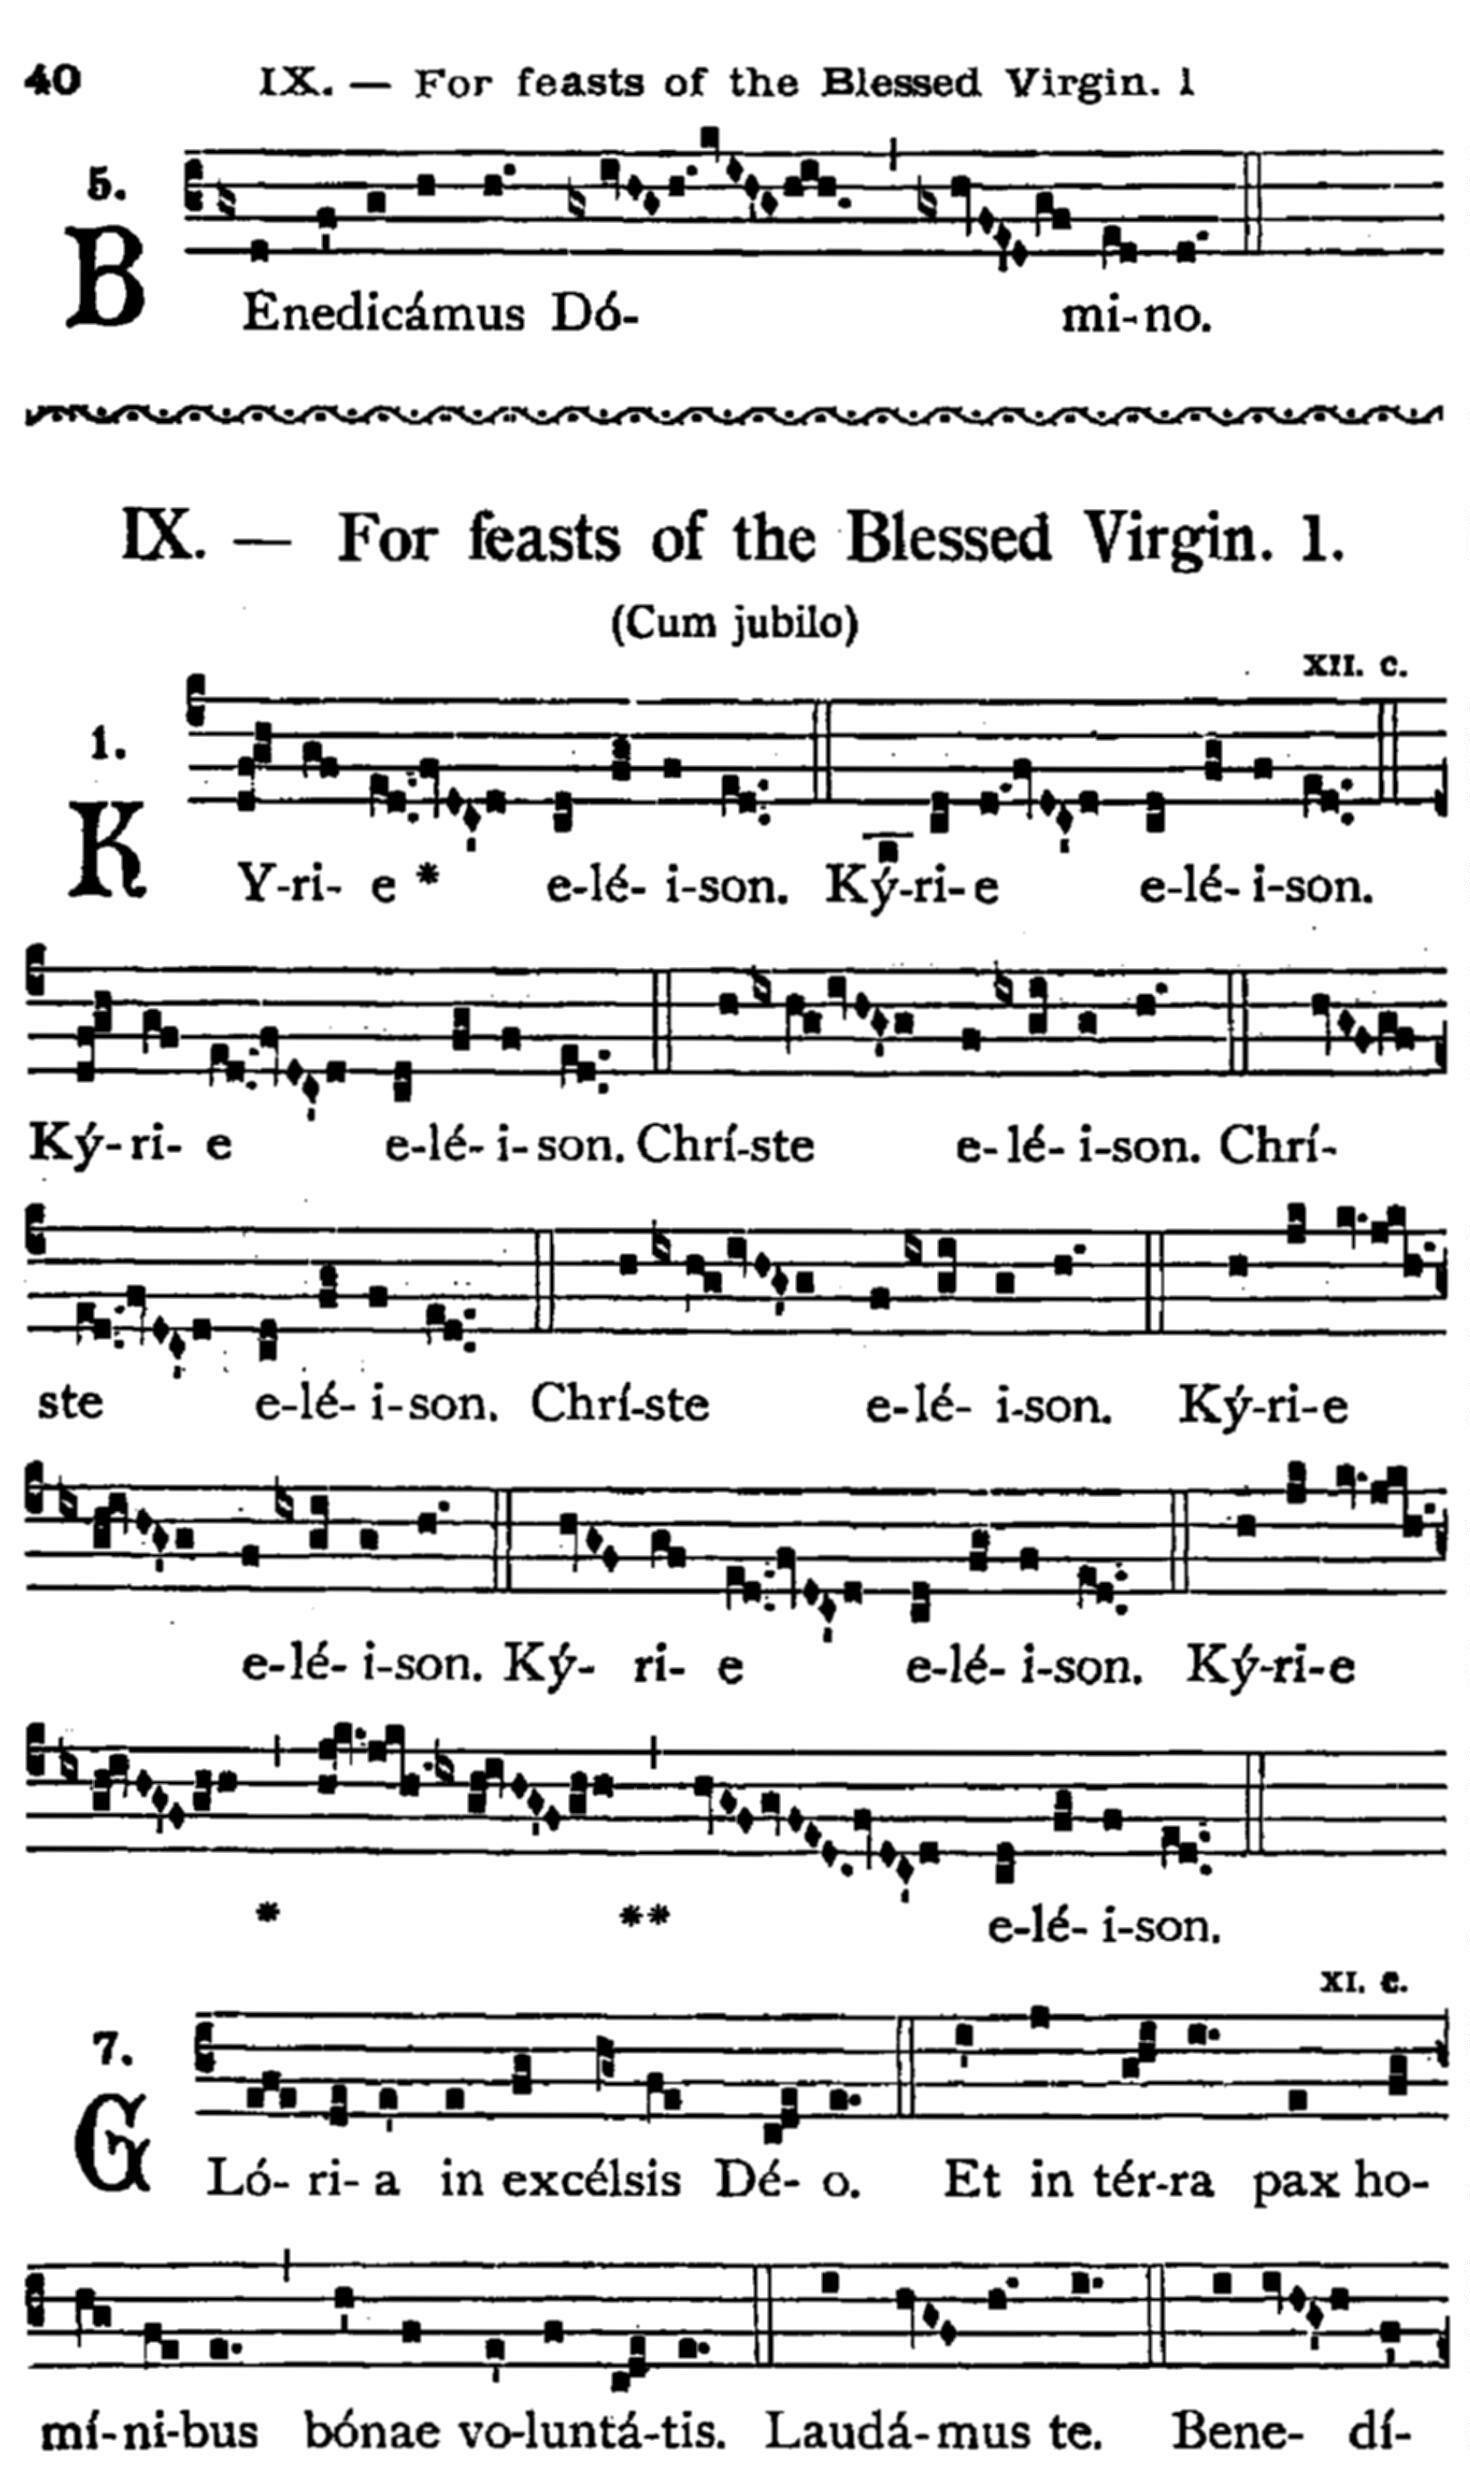 40 IX. — For feasts of the Blessed Virgin. 1
5.
BEnedicámus Dó- mi-no.
IX. — For feasts of the Blessed Virgin. 1.
(Cum jubilo)
XII. c.
1.
KY-ri- e * e-lé- i-son. Ký-ri-e e-lé- i-son.
Ký- ri- e e-lé- i- son. Chrí-ste e- lé- i-son. Chrí-
ste e-lé- i- son. Chrí-ste e- lé- i-son. Ký-ri-e
e-lé- i-son. Ký- ri- e e-lé- i-son. Ký-ri-e
* ** e-lé- i-son.
XI. c.
7.
GLó- ri- a in excélsis Dé- o. Et in tér-ra pax ho-
mí-ni-bus bónae vo-luntá-tis. Laudá-mus te. Bene- dí-